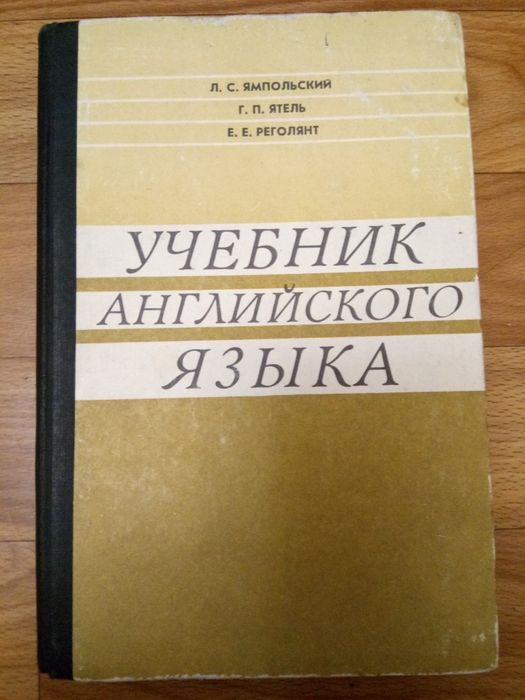 Л. С. ЯМПОЛЬСКИЙ
Г. П. ЯТЕЛЬ
Е. Е. РЕГОЛЯНТ
УЧЕБНИК
АНГЛИЙСКОГО
ЯЗЫКА